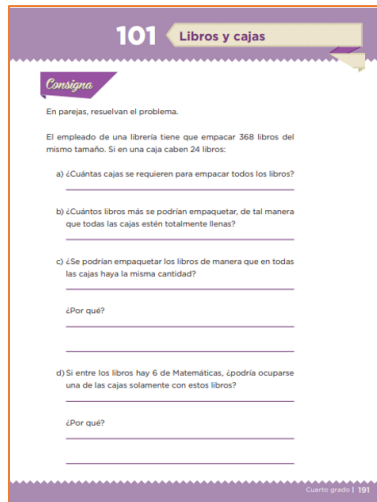 101 Libros y cajas
Consigna
En parejas, resuelvan el problema.
El empleado de una librería tiene que empacar 368 libros del
mismo tamaño. Si en una caja caben 24 libros:
a) ¿Cuántas cajas se requieren para empacar todos los libros?
b) ¿Cuántos libros más se podrían empaquetar, de tal manera
que todas las cajas estén totalmente llenas?
c) ¿Se podrían empaquetar los libros de manera que en todas
las cajas haya la misma cantidad?
¿Por qué?
d) Si entre los libros hay 6 de Matemáticas, ¿podría ocuparse
una de las cajas solamente con estos libros?
¿Por qué?
Cuarto grado | 191